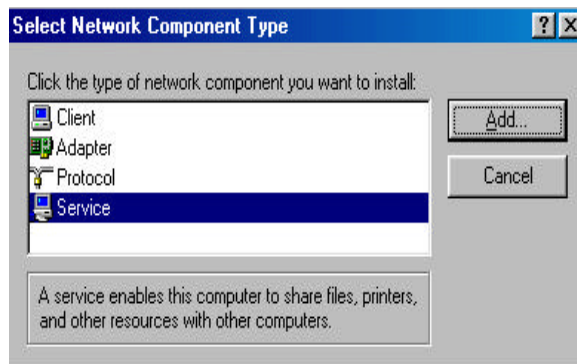 Select Network Component Type
Click the type of network component you want to install:
Client
Adapter
Protocol
Service
Add...
Cancel
A service enables this computer to share files, printers,
and other resources with other computers.